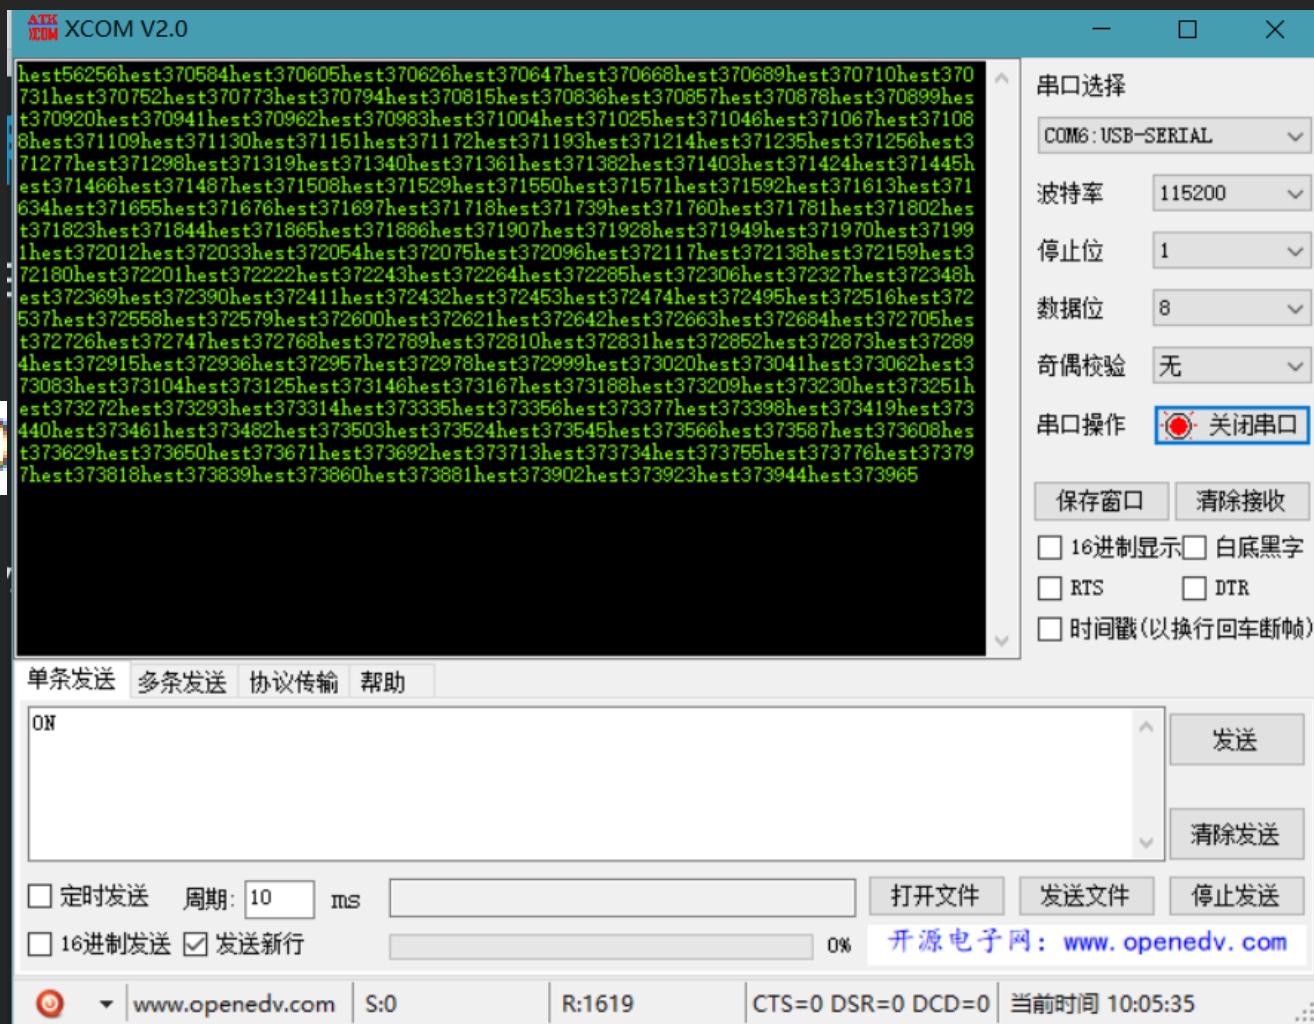 ATK
XCOM XCOM V2.0
hest56256hest370584hest370605hest370626hest370647hest370668hest370689hest370710hest370
731hest370752hest370773hest370794hest370815hest370836hest370857hest370878hest370899hes
t370920hest370941hest370962hest370983hest371004hest371025hest371046hest371067hest37108
8hest371109hest371130hest371151hest371172hest371193hest371214hest371235hest371256hest3
71277hest371298hest371319hest371340hest371361hest371382hest371403hest371424hest371445h
est371466hest371487hest371508hest371529hest371550hest371571hest371592hest371613hest371
634hest371655hest371676hest371697hest371718hest371739hest371760hest371781hest371802hes
t371823hest371844hest371865hest371886hest371907hest371928hest371949hest371970hest37199
1hest372012hest372033hest372054hest372075hest372096hest372117hest372138hest372159hest3
72180hest372201hest372222hest372243hest372264hest372285hest372306hest372327hest372348h
est372369hest372390hest372411hest372432hest372453hest372474hest372495hest372516hest372
537hest372558hest372579hest372600hest372621hest372642hest372663hest372684hest372705hes
t372726hest372747hest372768hest372789hest372810hest372831hest372852hest372873hest37289
4hest372915hest372936hest372957hest372978hest372999hest373020hest373041hest373062hest3
73083hest373104hest373125hest373146hest373167hest373188hest373209hest373230hest373251h
est373272hest373293hest373314hest373335hest373356hest373377hest373398hest373419hest373
440hest373461hest373482hest373503hest373524hest373545hest373566hest373587hest373608hes
t373629hest373650hest373671hest373692hest373713hest373734hest373755hest373776hest37379
7hest373818hest373839hest373860hest373881hest373902hest373923hest373944hest373965
串口选择
COM6:USB-SERIAL
波特率 115200
停止位 1
数据位 8
奇偶校验 无
串口操作 关闭串口
保存窗口 清除接收
16进制显示 白底黑字
RTS DTR
时间戳(以换行回车断帧)
单条发送 多条发送 协议传输 帮助
ON
发送
清除发送
定时发送 周期: 10 ms 打开文件 发送文件 停止发送
16进制发送 发送新行 0% 开源电子网：www.openedv.com
www.openedv.com S:0 R:1619 CTS=0 DSR=0 DCD=0 当前时间 10:05:35